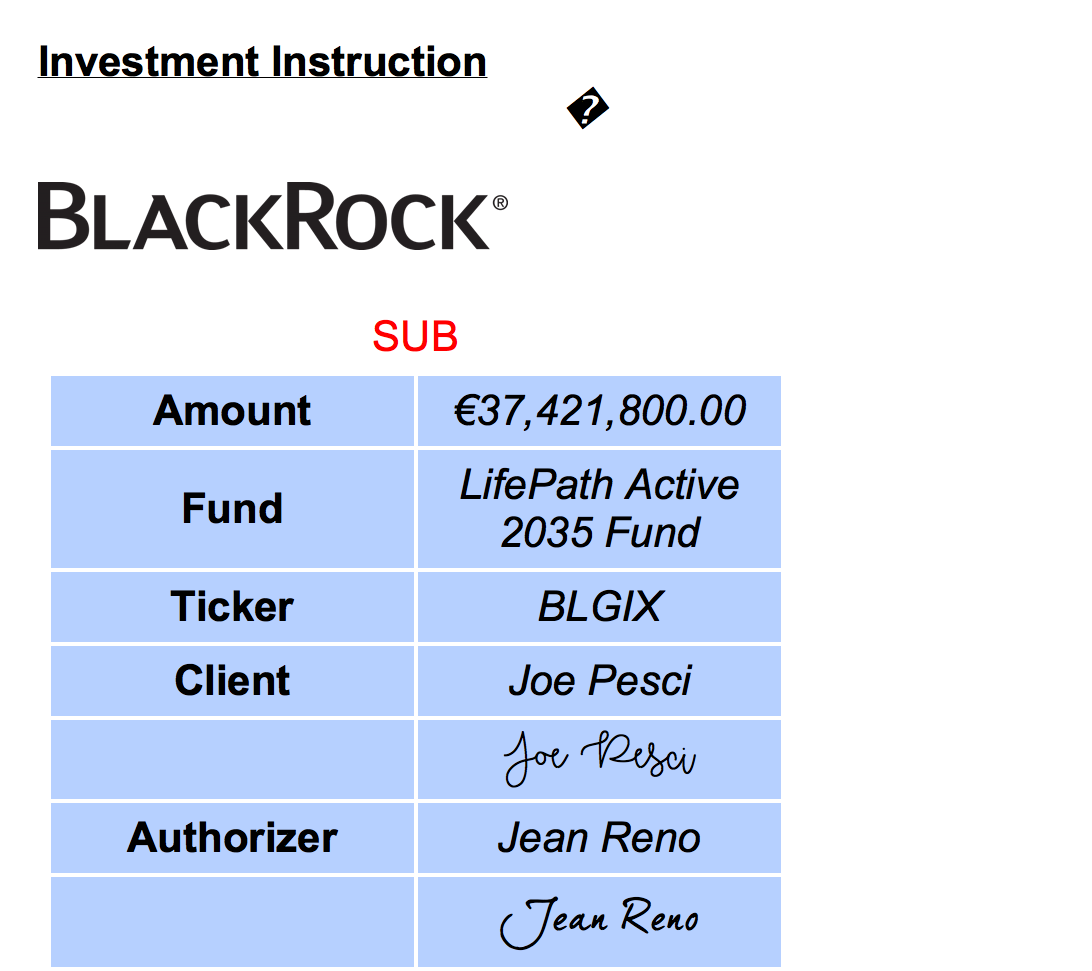 Investment Instruction
�
BLACKROCK®
SUB
Amount €37,421,800.00
Fund LifePath Active
2035 Fund
Ticker BLGIX
Client Joe Pesci
Joe Pesci
Authorizer Jean Reno
Jean Reno